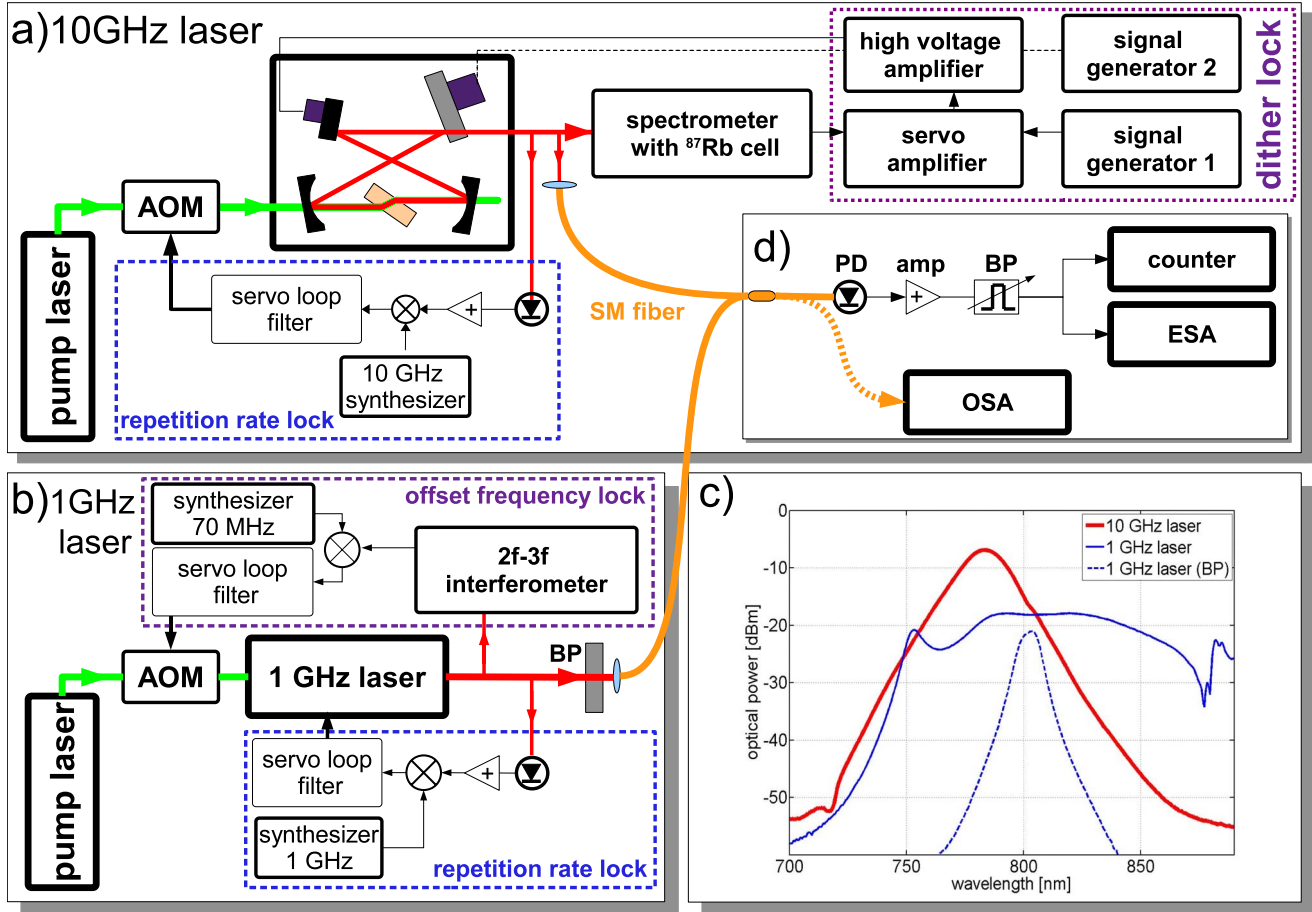 a)10GHz laser
high voltage
amplifier
signal
generator 2
dither lock
spectrometer
with ⁸⁷Rb cell
servo
amplifier
signal
generator 1
AOM
pump laser
servo loop
filter
+
10 GHz
synthesizer
repetition rate lock
SM fiber
d)
PD
amp
BP
+
counter
ESA
OSA
b)1GHz
laser
synthesizer
70 MHz
offset frequency lock
servo loop
filter
2f-3f
interferometer
AOM
1 GHz laser
BP
pump laser
servo loop
filter
+
synthesizer
1 GHz
repetition rate lock
c)
10 GHz laser
1 GHz laser
1 GHz laser (BP)
optical power [dBm]
0
-10
-20
-30
-40
-50
700
750
800
850
wavelength [nm]